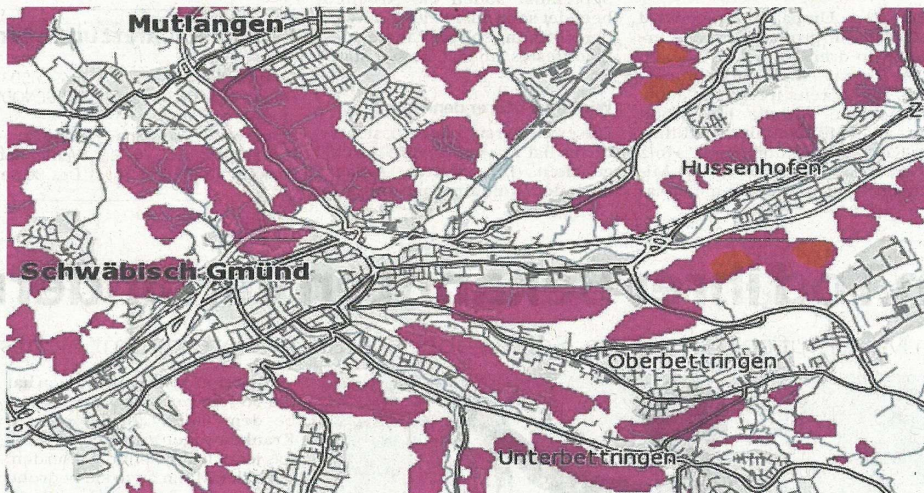 Mutlangen
Hussenhofen
Schwäbisch Gmünd
Oberbettringen
Unterbettringen